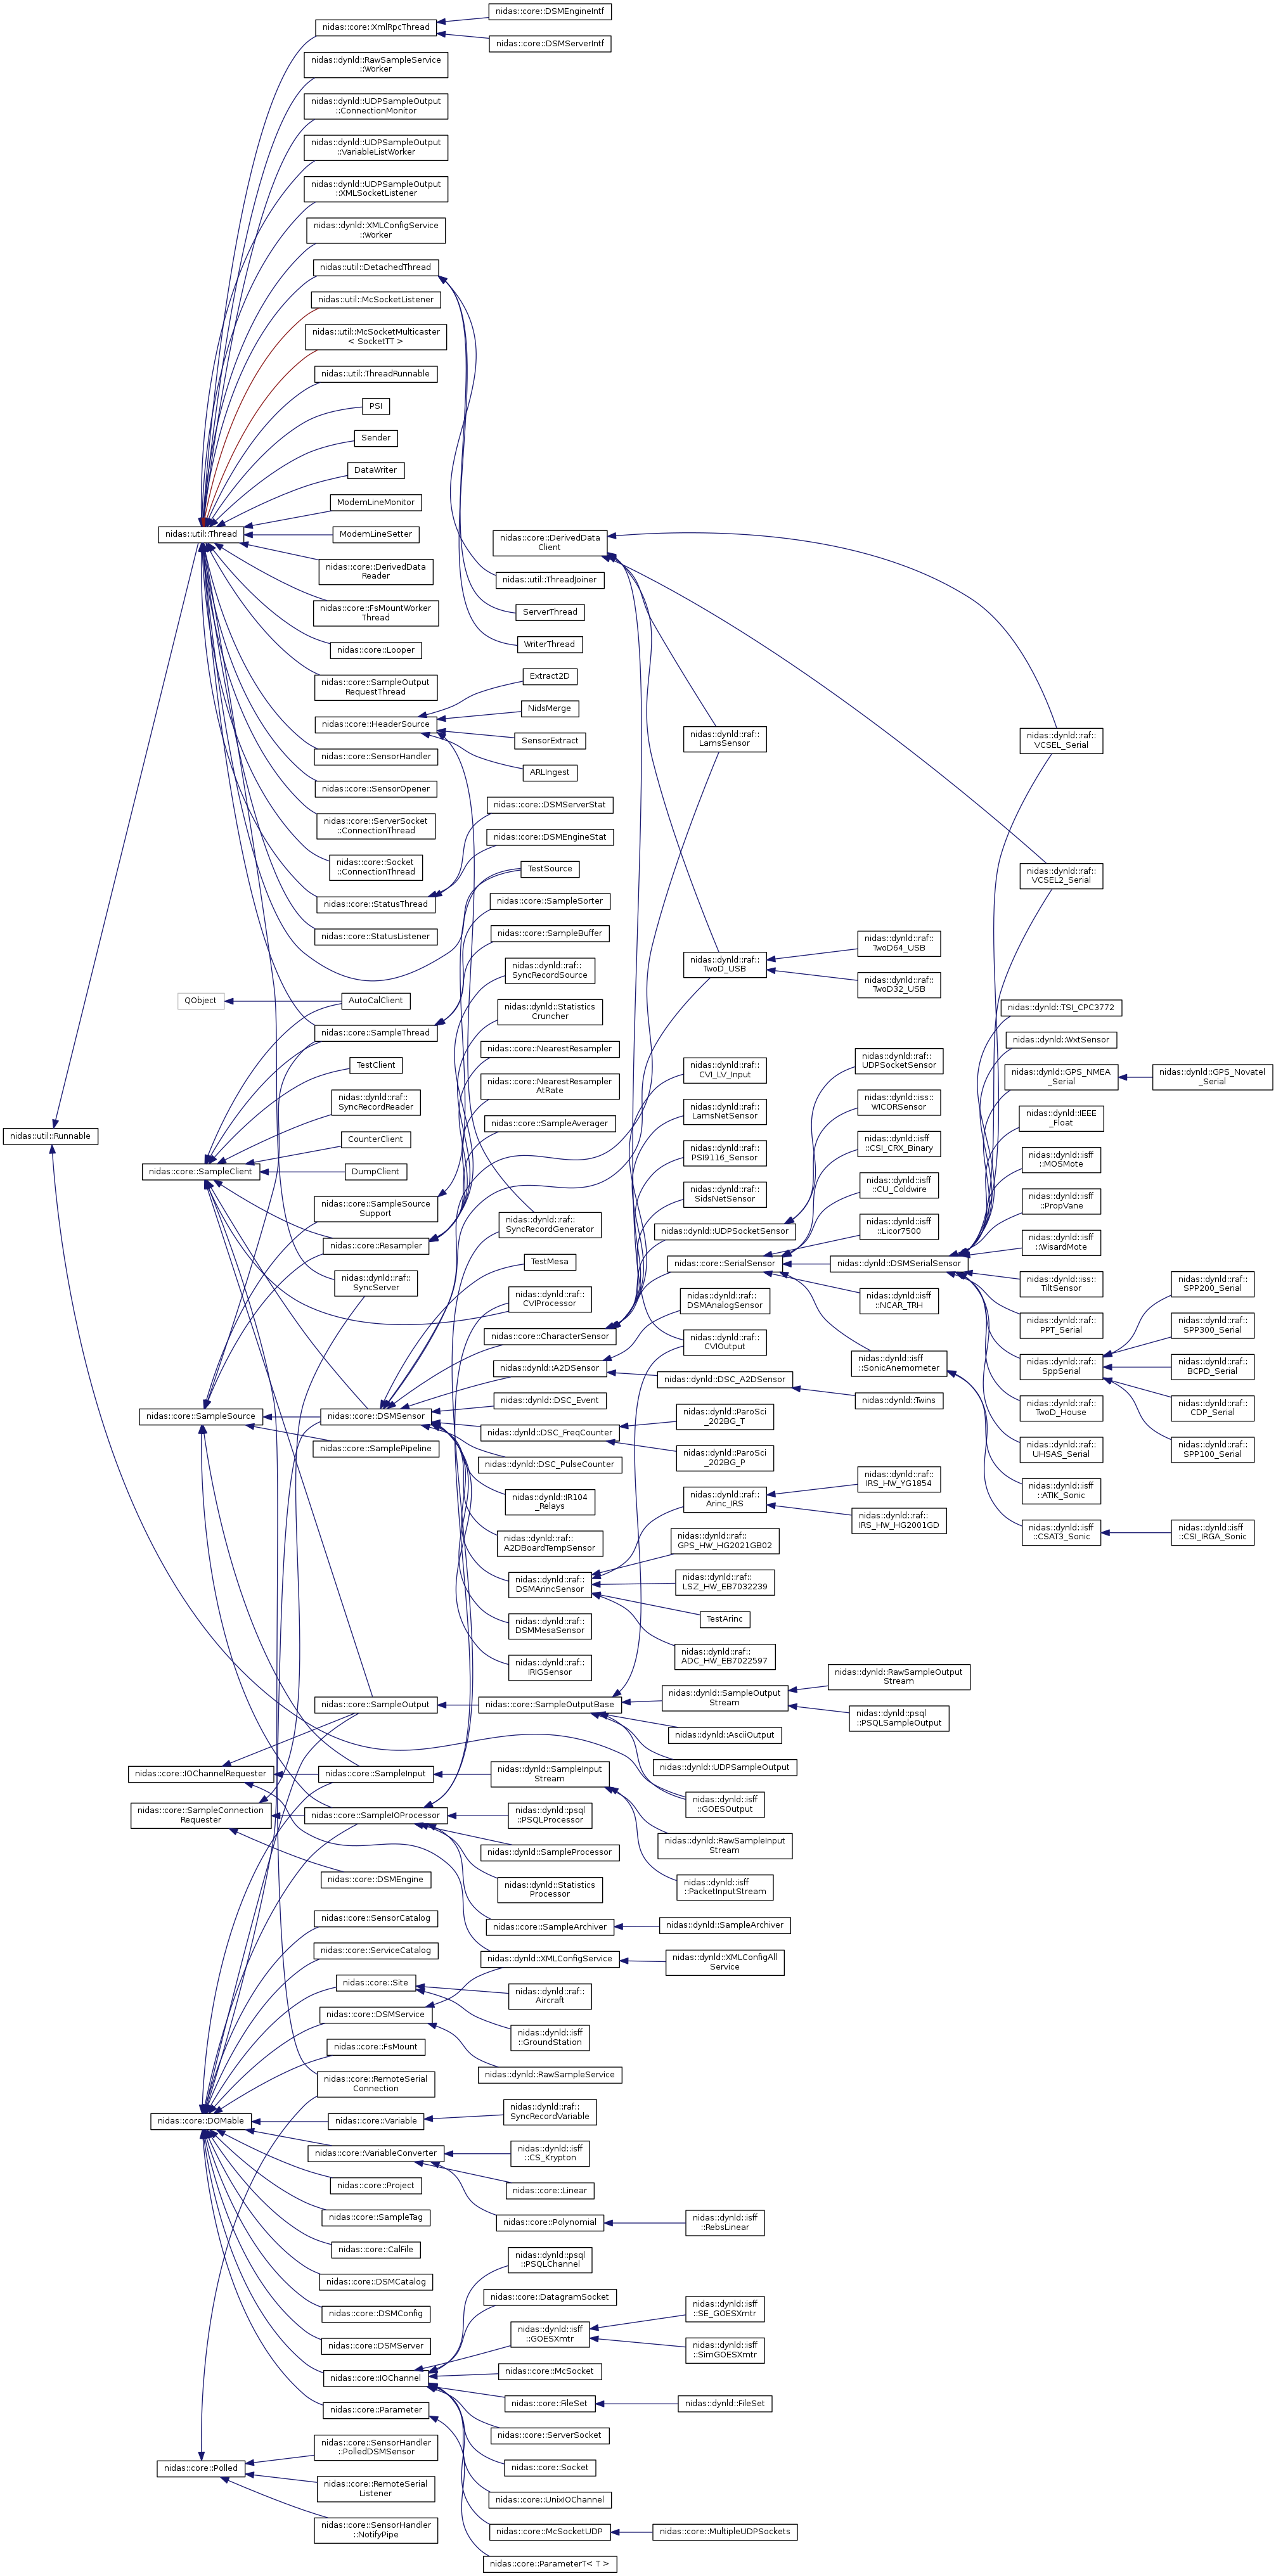 nidas::util::Runnable
nidas::util::Thread
QObject
nidas::core::SampleClient
nidas::core::SampleSource
nidas::core::IOChannelRequester
nidas::core::SampleConnection
Requester
nidas::core::DOMable
nidas::core::Polled
nidas::core::XmlRpcThread
nidas::dynld::RawSampleService
::Worker
nidas::dynld::UDPSampleOutput
::ConnectionMonitor
nidas::dynld::UDPSampleOutput
::VariableListWorker
nidas::dynld::UDPSampleOutput
::XMLSocketListener
nidas::dynld::XMLConfigService
::Worker
nidas::util::DetachedThread
nidas::util::McSocketListener
nidas::util::McSocketMulticaster
< SocketTT >
nidas::util::ThreadRunnable
PSI
Sender
DataWriter
ModemLineMonitor
ModemLineSetter
nidas::core::DerivedData
Reader
nidas::core::FsMountWorker
Thread
nidas::core::Looper
nidas::core::SampleOutput
RequestThread
nidas::core::HeaderSource
nidas::core::SensorHandler
nidas::core::SensorOpener
nidas::core::ServerSocket
::ConnectionThread
nidas::core::Socket
::ConnectionThread
nidas::core::StatusThread
nidas::core::StatusListener
AutoCalClient
nidas::core::SampleThread
TestClient
nidas::dynld::raf::
SyncRecordReader
CounterClient
DumpClient
nidas::core::SampleSource
Support
nidas::core::Resampler
nidas::dynld::raf::
SyncServer
nidas::core::DSMSensor
nidas::core::SamplePipeline
nidas::core::SampleOutput
nidas::core::SampleInput
nidas::core::SampleIOProcessor
nidas::core::DSMEngine
nidas::core::SensorCatalog
nidas::core::ServiceCatalog
nidas::core::Site
nidas::core::DSMService
nidas::core::FsMount
nidas::core::RemoteSerial
Connection
nidas::core::Variable
nidas::core::VariableConverter
nidas::core::Project
nidas::core::SampleTag
nidas::core::CalFile
nidas::core::DSMCatalog
nidas::core::DSMConfig
nidas::core::DSMServer
nidas::core::IOChannel
nidas::core::Parameter
nidas::core::SensorHandler
::PolledDSMSensor
nidas::core::RemoteSerial
Listener
nidas::core::SensorHandler
::NotifyPipe
nidas::core::DSMEngineIntf
nidas::core::DSMServerIntf
nidas::core::DerivedData
Client
nidas::util::ThreadJoiner
ServerThread
WriterThread
Extract2D
NidsMerge
SensorExtract
ARLIngest
nidas::core::DSMServerStat
nidas::core::DSMEngineStat
TestSource
nidas::core::SampleSorter
nidas::core::SampleBuffer
nidas::dynld::raf::
SyncRecordSource
nidas::dynld::Statistics
Cruncher
nidas::core::NearestResampler
nidas::core::NearestResampler
AtRate
nidas::core::SampleAverager
nidas::dynld::raf::
SyncRecordGenerator
TestMesa
nidas::dynld::raf::
CVIProcessor
nidas::core::CharacterSensor
nidas::dynld::A2DSensor
nidas::dynld::DSC_Event
nidas::dynld::DSC_FreqCounter
nidas::dynld::DSC_PulseCounter
nidas::dynld::IR104
_Relays
nidas::dynld::raf::
A2DBoardTempSensor
nidas::dynld::raf::
DSMArincSensor
nidas::dynld::raf::
DSMMesaSensor
nidas::dynld::raf::
IRIGSensor
nidas::core::SampleOutputBase
nidas::dynld::SampleInput
Stream
nidas::dynld::psql
::PSQLProcessor
nidas::dynld::SampleProcessor
nidas::dynld::Statistics
Processor
nidas::core::SampleArchiver
nidas::dynld::XMLConfigService
nidas::dynld::raf::
Aircraft
nidas::dynld::isff
::GroundStation
nidas::dynld::RawSampleService
nidas::dynld::raf::
SyncRecordVariable
nidas::dynld::isff
::CS_Krypton
nidas::core::Linear
nidas::core::Polynomial
nidas::dynld::psql
::PSQLChannel
nidas::core::DatagramSocket
nidas::dynld::isff
::GOESXmtr
nidas::core::McSocket
nidas::core::FileSet
nidas::core::ServerSocket
nidas::core::Socket
nidas::core::UnixIOChannel
nidas::core::McSocketUDP
nidas::core::ParameterT< T >
nidas::dynld::raf::
LamsSensor
nidas::dynld::raf::
TwoD_USB
nidas::dynld::raf::
CVI_LV_Input
nidas::dynld::raf::
LamsNetSensor
nidas::dynld::raf::
PSI9116_Sensor
nidas::dynld::raf::
SidsNetSensor
nidas::dynld::UDPSocketSensor
nidas::core::SerialSensor
nidas::dynld::raf::
DSMAnalogSensor
nidas::dynld::raf::
CVIOutput
nidas::dynld::DSC_A2DSensor
nidas::dynld::ParoSci
_202BG_T
nidas::dynld::ParoSci
_202BG_P
nidas::dynld::raf::
Arinc_IRS
nidas::dynld::raf::
GPS_HW_HG2021GB02
nidas::dynld::raf::
LSZ_HW_EB7032239
TestArinc
nidas::dynld::raf::
ADC_HW_EB7022597
nidas::dynld::SampleOutput
Stream
nidas::dynld::AsciiOutput
nidas::dynld::UDPSampleOutput
nidas::dynld::isff
::GOESOutput
nidas::dynld::RawSampleInput
Stream
nidas::dynld::isff
::PacketInputStream
nidas::dynld::SampleArchiver
nidas::dynld::XMLConfigAll
Service
nidas::dynld::isff
::RebsLinear
nidas::dynld::isff
::SE_GOESXmtr
nidas::dynld::isff
::SimGOESXmtr
nidas::dynld::FileSet
nidas::core::MultipleUDPSockets
nidas::dynld::raf::
TwoD64_USB
nidas::dynld::raf::
TwoD32_USB
nidas::dynld::raf::
UDPSocketSensor
nidas::dynld::iss::
WICORSensor
nidas::dynld::isff
::CSI_CRX_Binary
nidas::dynld::isff
::CU_Coldwire
nidas::dynld::isff
::Licor7500
nidas::dynld::DSMSerialSensor
nidas::dynld::isff
::NCAR_TRH
nidas::dynld::isff
::SonicAnemometer
nidas::dynld::Twins
nidas::dynld::raf::
IRS_HW_YG1854
nidas::dynld::raf::
IRS_HW_HG2001GD
nidas::dynld::RawSampleOutput
Stream
nidas::dynld::psql
::PSQLSampleOutput
nidas::dynld::raf::
VCSEL_Serial
nidas::dynld::raf::
VCSEL2_Serial
nidas::dynld::TSI_CPC3772
nidas::dynld::WxtSensor
nidas::dynld::GPS_NMEA
_Serial
nidas::dynld::IEEE
_Float
nidas::dynld::isff
::MOSMote
nidas::dynld::isff
::PropVane
nidas::dynld::isff
::WisardMote
nidas::dynld::iss::
TiltSensor
nidas::dynld::raf::
PPT_Serial
nidas::dynld::raf::
SppSerial
nidas::dynld::raf::
TwoD_House
nidas::dynld::raf::
UHSAS_Serial
nidas::dynld::isff
::ATIK_Sonic
nidas::dynld::isff
::CSAT3_Sonic
nidas::dynld::GPS_Novatel
_Serial
nidas::dynld::raf::
SPP200_Serial
nidas::dynld::raf::
SPP300_Serial
nidas::dynld::raf::
BCPD_Serial
nidas::dynld::raf::
CDP_Serial
nidas::dynld::raf::
SPP100_Serial
nidas::dynld::isff
::CSI_IRGA_Sonic